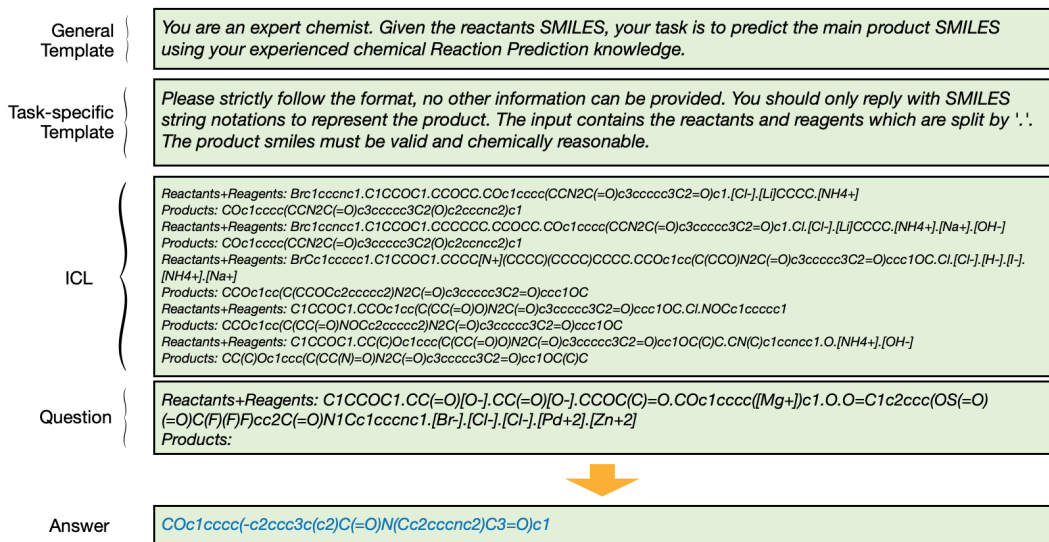 General
Template
You are an expert chemist. Given the reactants SMILES, your task is to predict the main product SMILES
using your experienced chemical Reaction Prediction knowledge.
Task-specific
Template
Please strictly follow the format, no other information can be provided. You should only reply with SMILES
string notations to represent the product. The input contains the reactants and reagents which are split by '.'.
The product smiles must be valid and chemically reasonable.
ICL
Reactants+Reagents: Brc1cccnc1.C1CCOC1.CCOCC.COc1cccc(CCN2C(=O)c3ccccc3C2=O)c1.[Cl-].[Li]CCCC.[NH4+]
Products: COc1cccc(CCN2C(=O)c3ccccc3C2(O)c2cccnc2)c1
Reactants+Reagents: Brc1ccncc1.C1CCOC1.CCCCCC.CCOCC.COc1cccc(CCN2C(=O)c3ccccc3C2=O)c1.Cl.[Cl-].[Li]CCCC.[NH4+].[Na+].[OH-]
Products: COc1cccc(CCN2C(=O)c3ccccc3C2(O)c2ccncc2)c1
Reactants+Reagents: BrCc1ccccc1.C1CCOC1.CCCC[N+](CCCC)(CCCC)CCCC.CCOc1cc(C(CCO)N2C(=O)c3ccccc3C2=O)ccc1OC.Cl.[Cl-].[H-].[I-].
[NH4+].[Na+]
Products: CCOc1cc(C(CCOCc2ccccc2)N2C(=O)c3ccccc3C2=O)ccc1OC
Reactants+Reagents: C1CCOC1.CCOc1cc(C(CC(=O)O)N2C(=O)c3ccccc3C2=O)ccc1OC.Cl.NOCc1ccccc1
Products: CCOc1cc(C(CC(=O)NOCc2ccccc2)N2C(=O)c3ccccc3C2=O)ccc1OC
Reactants+Reagents: C1CCOC1.CC(C)Oc1ccc(C(CC(=O)O)N2C(=O)c3ccccc3C2=O)cc1OC(C)C.CN(C)c1ccncc1.O.[NH4+].[OH-]
Products: CC(C)Oc1ccc(C(CC(N)=O)N2C(=O)c3ccccc3C2=O)cc1OC(C)C
Question
Reactants+Reagents: C1CCOC1.CC(=O)[O-].CC(=O)[O-].CCOC(C)=O.COc1cccc([Mg+])c1.O.O=C1c2ccc(OS(=O)
(=O)C(F)(F)F)cc2C(=O)N1Cc1cccnc1.[Br-].[Cl-].[Cl-].[Pd+2].[Zn+2]
Products:
Answer
COc1cccc(-c2ccc3c(c2)C(=O)N(Cc2cccnc2)C3=O)c1